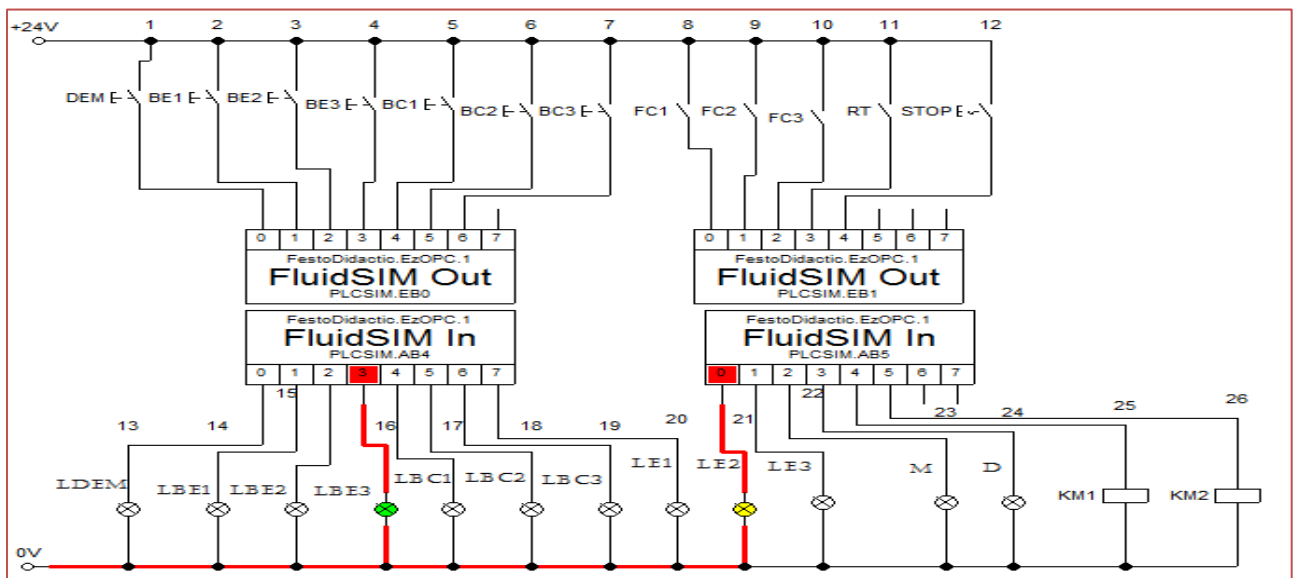 +24V 1 2 3 4 5 6 7 8 9 10 11 12
DEM BE1 BE2 BE3 BC1 BC2 BC3 FC1 FC2 FC3 RT STOP
0 1 2 3 4 5 6 7 0 1 2 3 4 5 6 7
FestoDidactic.EzOPC.1 FestoDidactic.EzOPC.1
FluidSIM Out FluidSIM Out
PLCSIM.EB0 PLCSIM.EB1
FestoDidactic.EzOPC.1 FestoDidactic.EzOPC.1
FluidSIM In FluidSIM In
PLCSIM.AB4 PLCSIM.AB5
0 1 2 3 4 5 6 7 0 1 2 3 4 5 6 7
13 14 15 16 17 18 19 20 21 22 23 24 25 26
LDEM LBE1 LBE2 LBE3 LBC1 LBC2 LBC3 LE1 LE2 LE3 M D KM1 KM2
0V